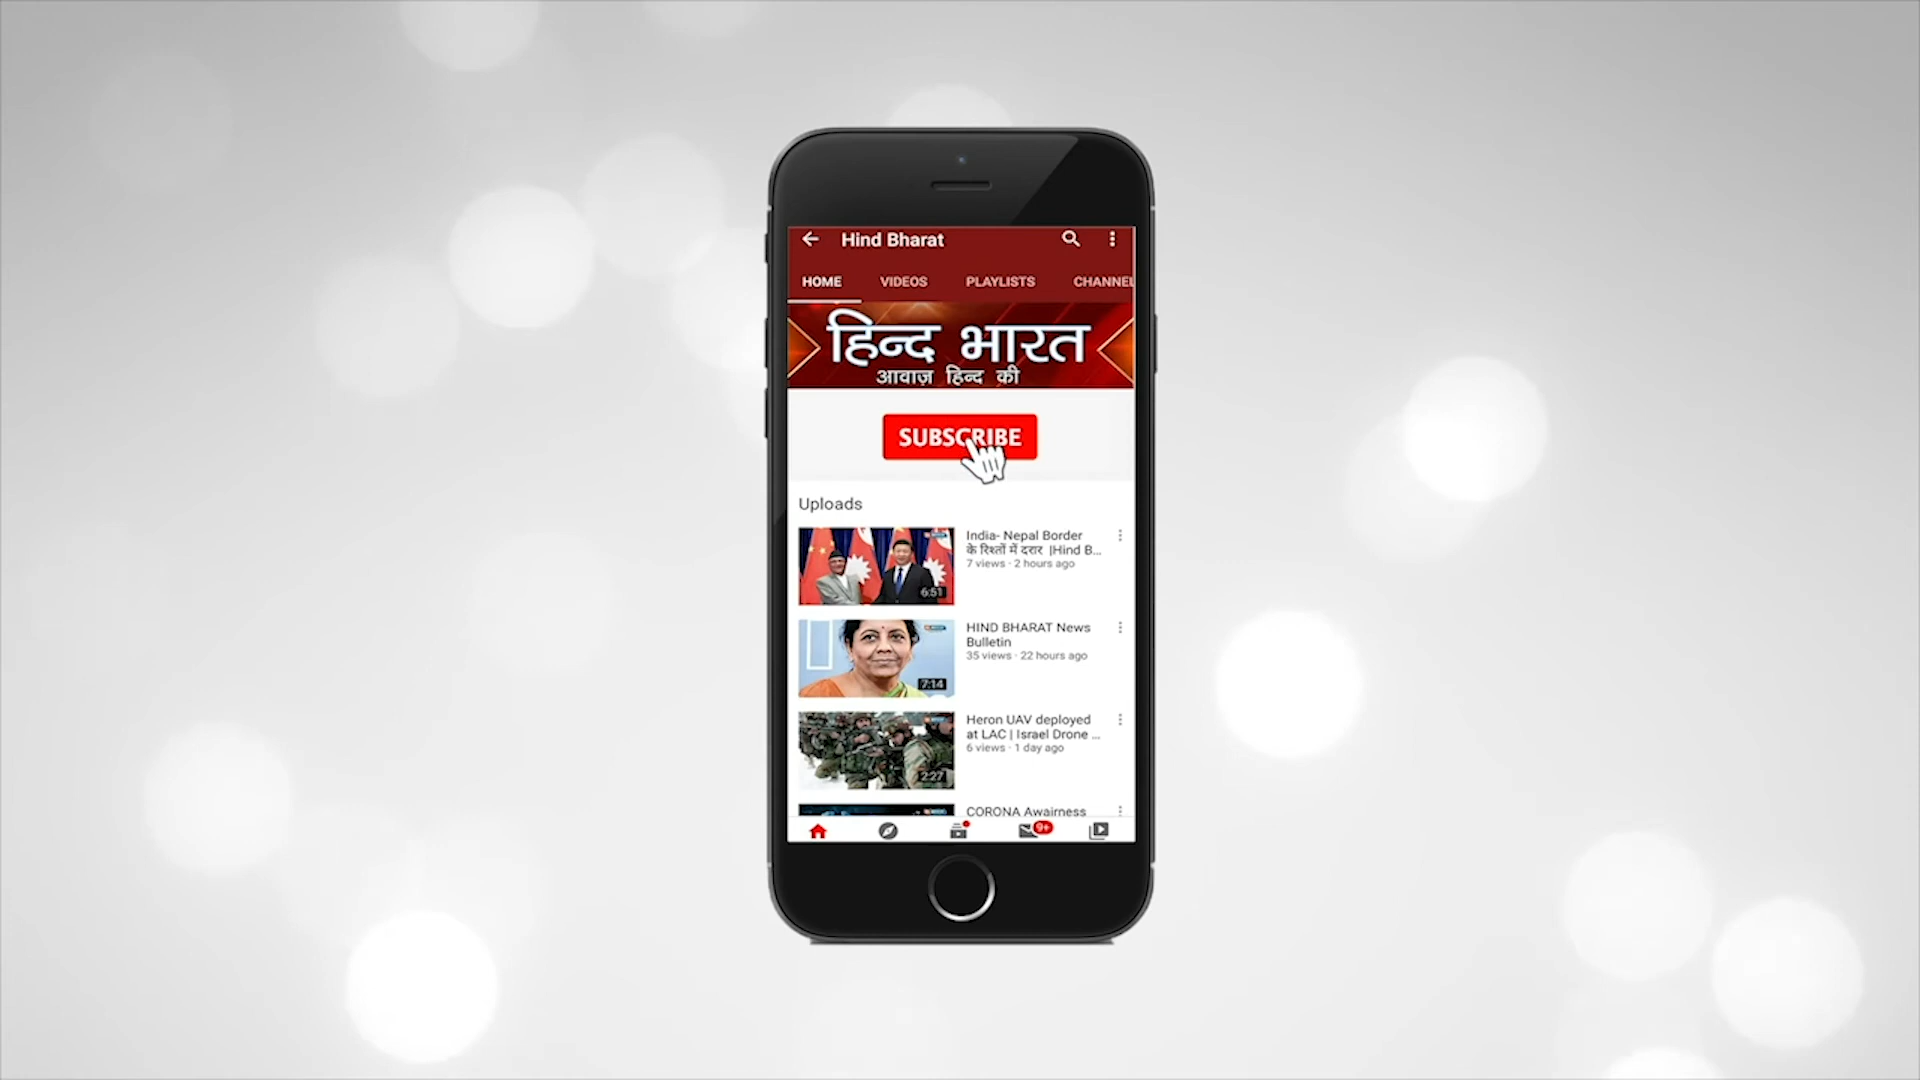 Hind Bharat
HOME VIDEOS PLAYLISTS CHANNEL
हिन्द भारत
आवाज़ हिन्द की
SUBSCRIBE
Uploads
India- Nepal Border
के रिश्तों में दरार |Hind B...
7 views · 2 hours ago
6:51
HIND BHARAT News
Bulletin
35 views · 22 hours ago
7:14
Heron UAV deployed
at LAC | Israel Drone ...
6 views · 1 day ago
2:27
CORONA Awairness
9+